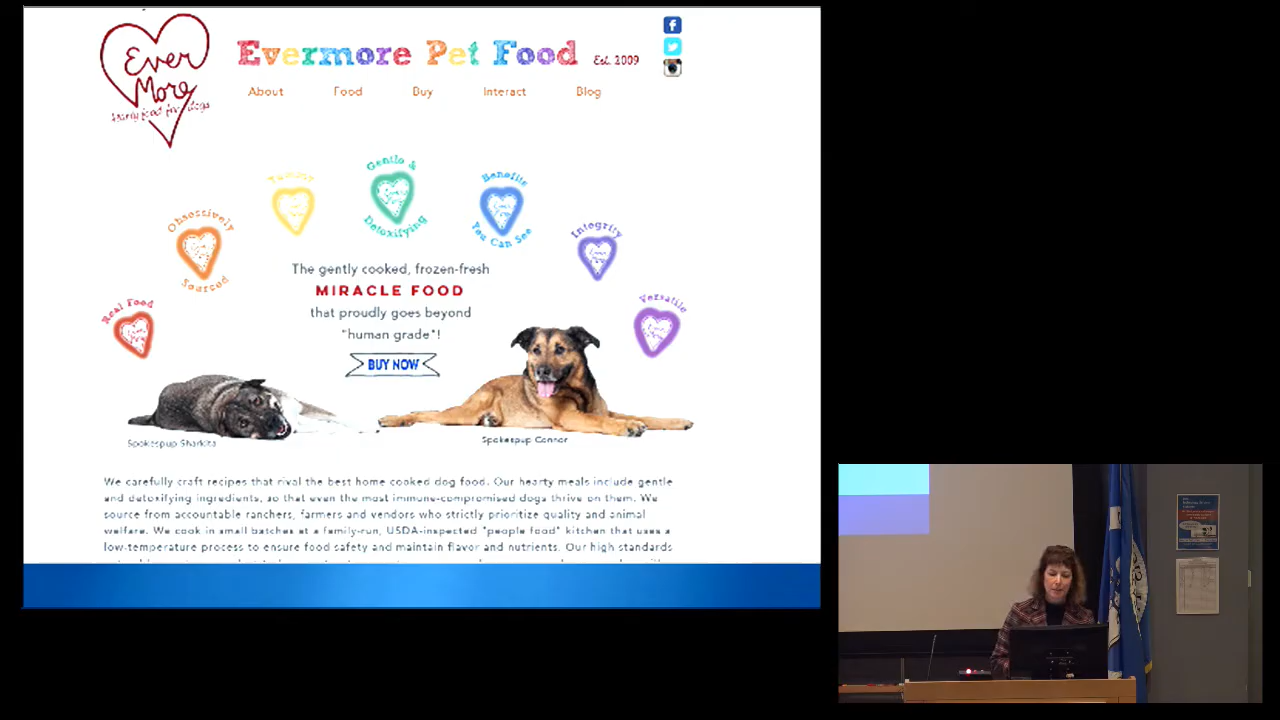 Ever
More
Evermore Pet Food Est. 2009
About Food Buy Interact Blog
Real Food
Obsessively
Sourced
Yummy
Gentle &
Detoxifying
Benefits
You Can See
Integrity
Versatile
The gently cooked, frozen-fresh
MIRACLE FOOD
that proudly goes beyond
"human grade"!
BUY NOW
Spokespup Sharkita
Spokespup Connor
We carefully craft recipes that rival the best home cooked dog food. Our hearty meals include gentle
and detoxifying ingredients, so that even the most immune-compromised dogs thrive on them. We
source from accountable ranchers, farmers and vendors who strictly prioritize quality and animal
welfare. We cook in small batches at a family-run, USDA-inspected "people food" kitchen that uses a
low-temperature process to ensure food safety and maintain flavor and nutrients. Our high standards